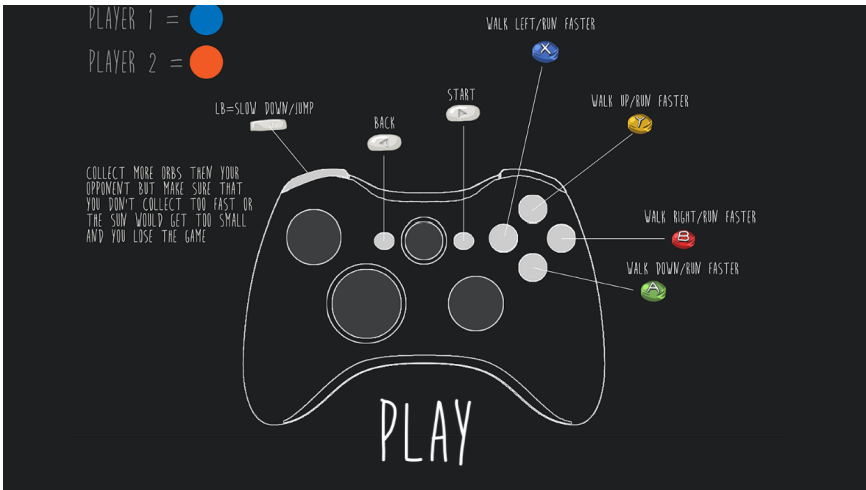 PLAYER 1 =
PLAYER 2 =
WALK LEFT/RUN FASTER
X
START
WALK UP/RUN FASTER
Y
LB=SLOW DOWN/JUMP
BACK
COLLECT MORE ORBS THEN YOUR
OPPONENT BUT MAKE SURE THAT
YOU DON'T COLLECT TOO FAST OR
THE SUN WOULD GET TOO SMALL
AND YOU LOSE THE GAME
WALK RIGHT/RUN FASTER
B
WALK DOWN/RUN FASTER
A
PLAY